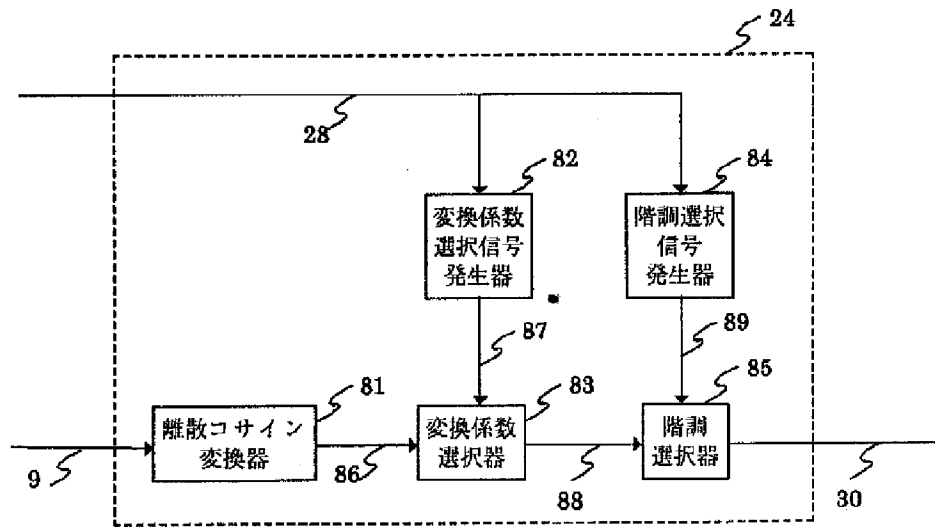 24
28
82
84
変換係数
選択信号
発生器
階調選択
信号
発生器
87
89
81
83
85
離散コサイン
変換器
変換係数
選択器
階調
選択器
9
86
88
30